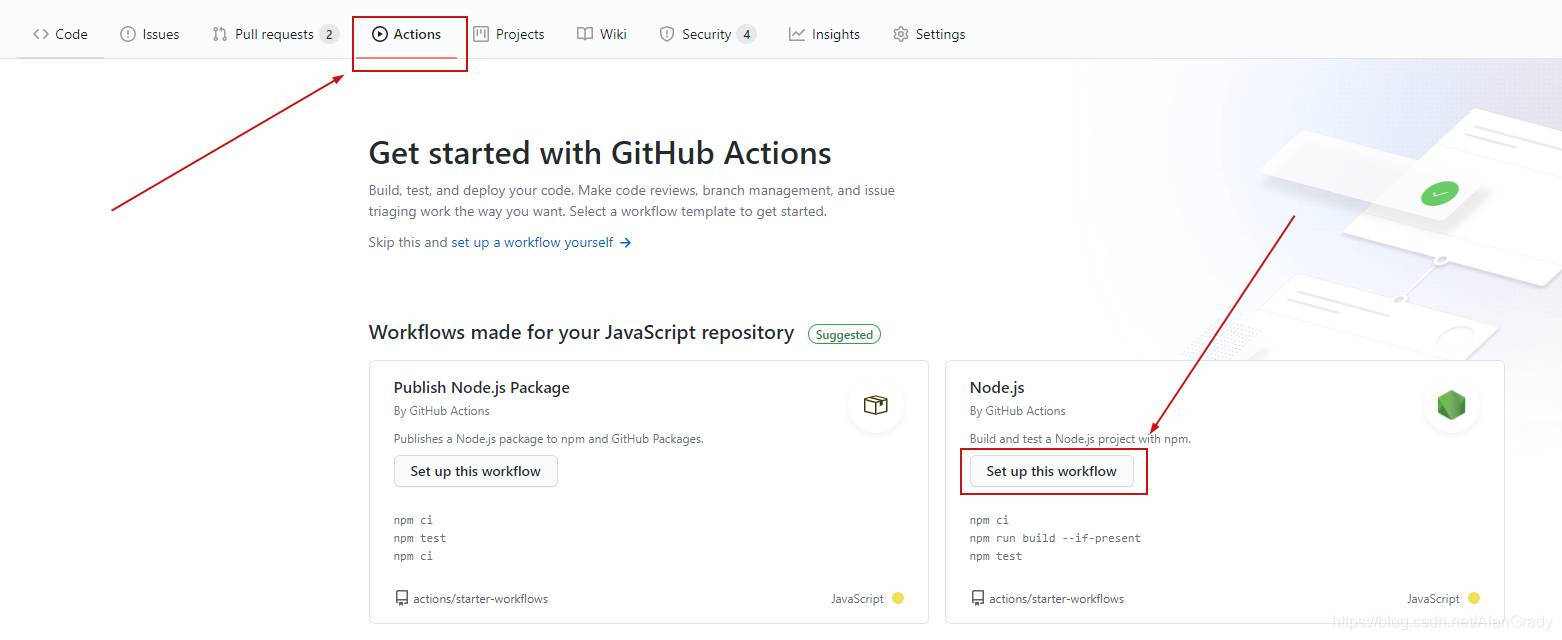 Code Issues Pull requests 2 Actions Projects Wiki Security 4 Insights Settings
Get started with GitHub Actions
Build, test, and deploy your code. Make code reviews, branch management, and issue
triaging work the way you want. Select a workflow template to get started.
Skip this and set up a workflow yourself →
Workflows made for your JavaScript repository Suggested
Publish Node.js Package
By GitHub Actions
Publishes a Node.js package to npm and GitHub Packages.
Set up this workflow
npm ci
npm test
npm ci
actions/starter-workflows JavaScript
Node.js
By GitHub Actions
Build and test a Node.js project with npm.
Set up this workflow
npm ci
npm run build --if-present
npm test
actions/starter-workflows JavaScript
https://blog.csdn.net/AlanGrady